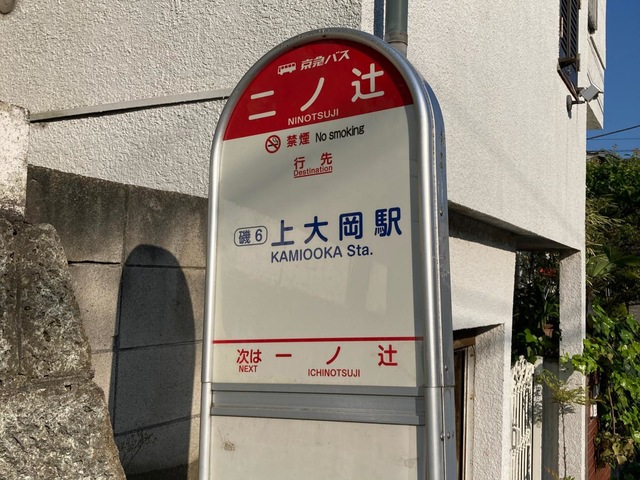 京急バス
二ノ辻
NINOTSUJI
禁煙 No smoking
行先
Destination
磯6 上大岡駅
KAMIOOKA Sta.
次は 一ノ辻
NEXT ICHINOTSUJI